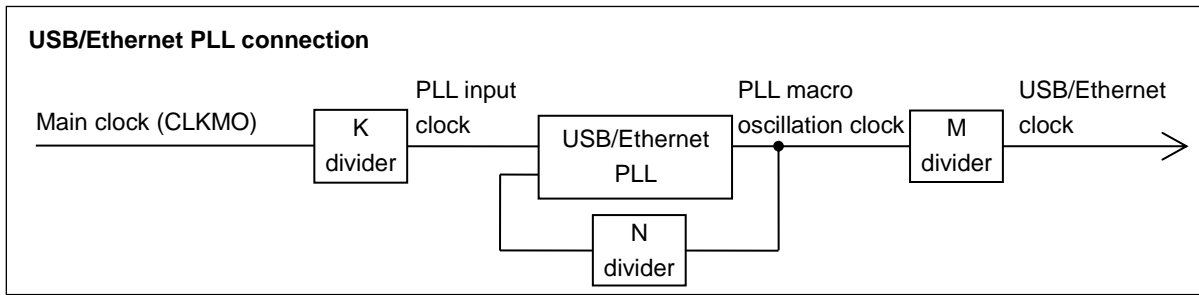 USB/Ethernet PLL connection
Main clock (CLKMO)
K
divider
PLL input
clock
USB/Ethernet
PLL
N
divider
PLL macro
oscillation clock
M
divider
USB/Ethernet
clock